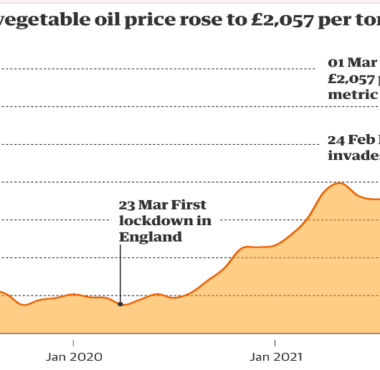 vegetable oil price rose to £2,057 per to
01 Mar
£2,057
metric
24 Feb
invade
23 Mar First
lockdown in
England
Jan 2020
Jan 2021